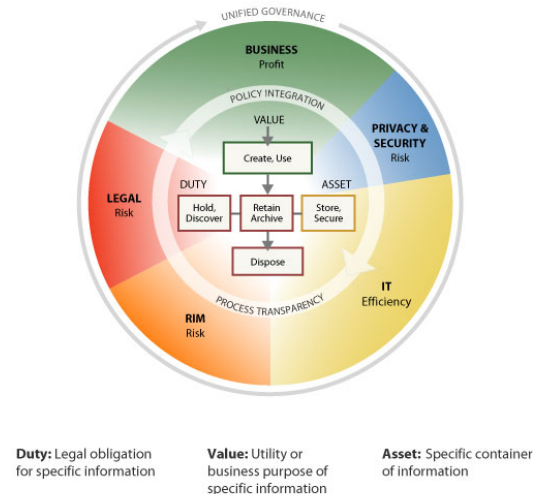 UNIFIED GOVERNANCE
BUSINESS
Profit
POLICY INTEGRATION
VALUE
PRIVACY &
SECURITY
Risk
Create, Use
DUTY
ASSET
LEGAL
Risk
Hold,
Discover
Retain
Archive
Store,
Secure
Dispose
IT
Efficiency
PROCESS TRANSPARENCY
RIM
Risk
Duty: Legal obligation
for specific information
Value: Utility or
business purpose of
specific information
Asset: Specific container
of information